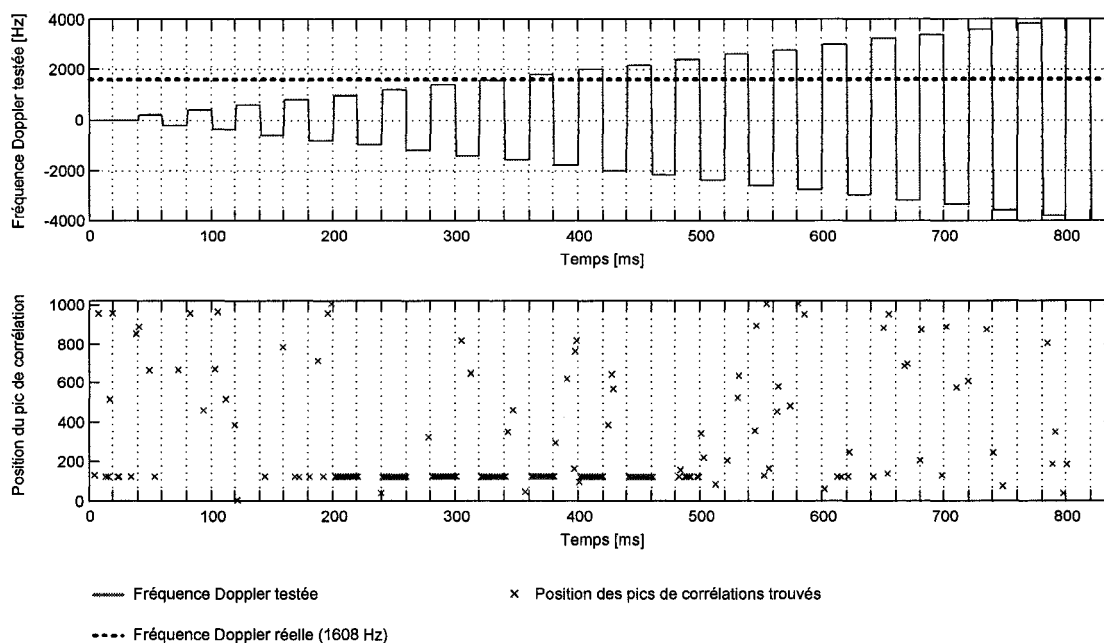 Fréquence Doppler testée [Hz]
4000
2000
0
-2000
-4000
0 100 200 300 400 500 600 700 800
Temps [ms]
Position du pic de corrélation
1000
800
600
400
200
0
0 100 200 300 400 500 600 700 800
Temps [ms]
Fréquence Doppler testée
× Position des pics de corrélations trouvés
Fréquence Doppler réelle (1608 Hz)